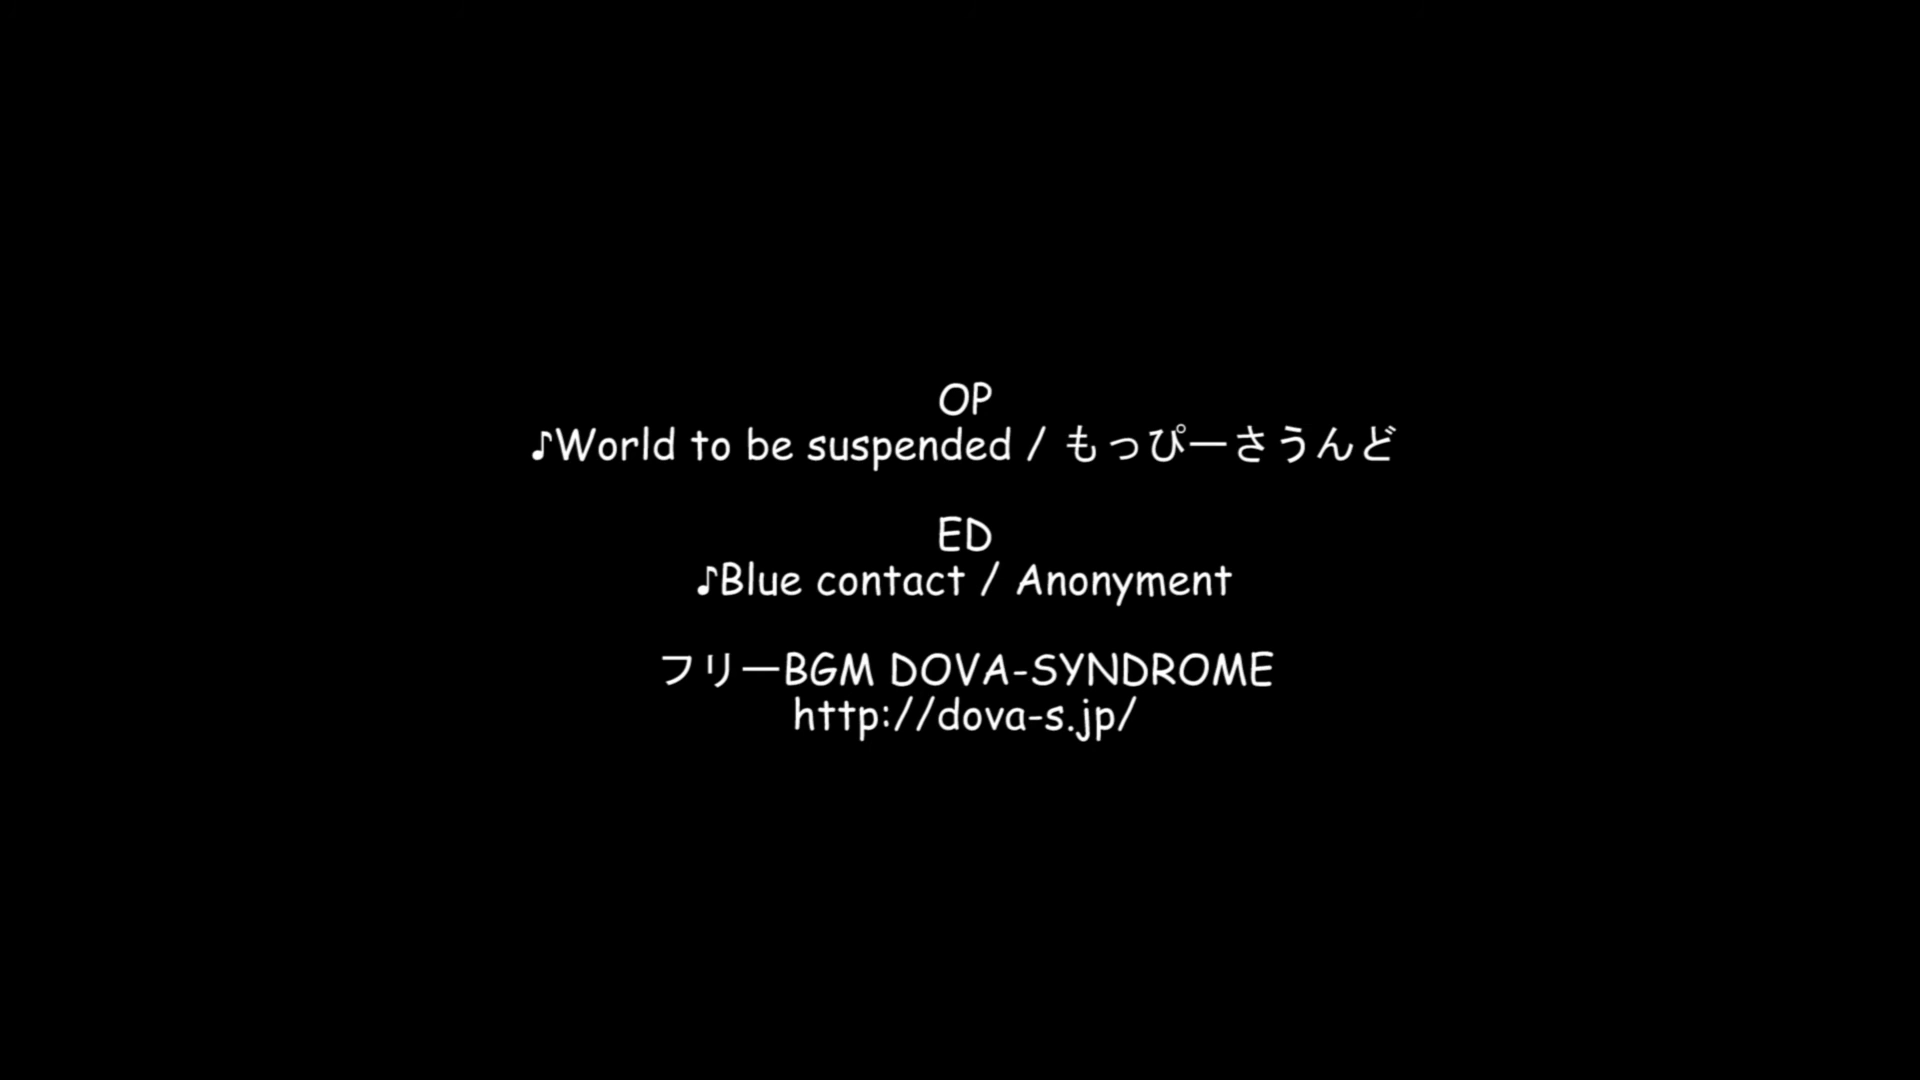 OP
♪World to be suspended / もっぴーさうんど
ED
♪Blue contact / Anonyment
フリーBGM DOVA-SYNDROME
http://dova-s.jp/